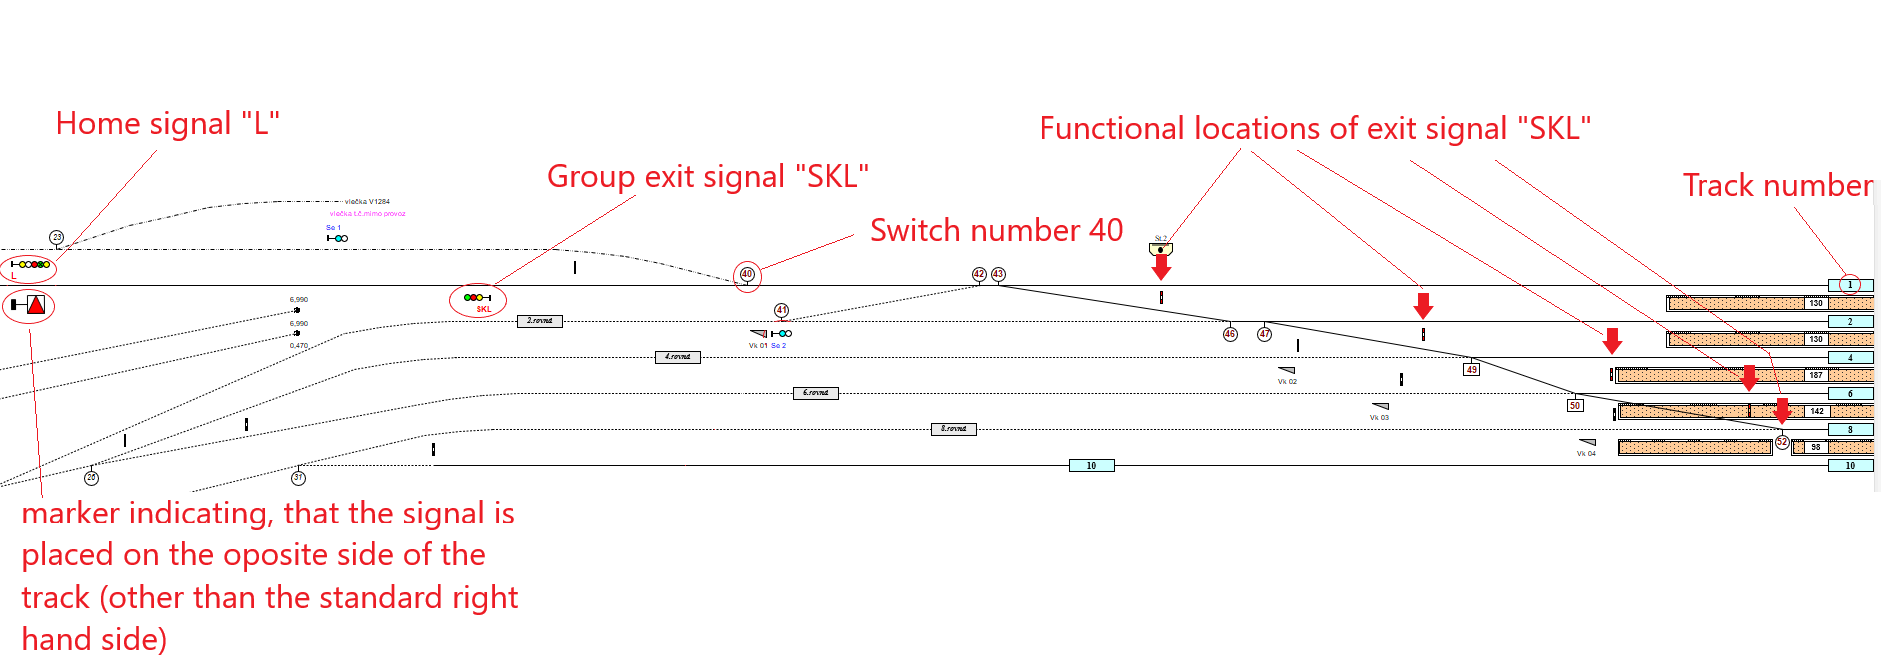 Home signal "L"
Functional locations of exit signal "SKL"
Group exit signal "SKL"
Track number
vlečka V1284
vlečka t.č.mimo provoz
Switch number 40
Se 1
23
St.2
L
40
42
43
1
6,990
SKL
130
41
2.rovná
2
6,990
46
47
0,470
Vk 01
Se 2
130
4.rovná
4
49
187
Vk 02
6.rovná
6
50
142
Vk 03
8.rovná
8
52
98
Vk 04
10
10
31
marker indicating, that the signal is
placed on the opposite side of the
track (other than the standard right
hand side)